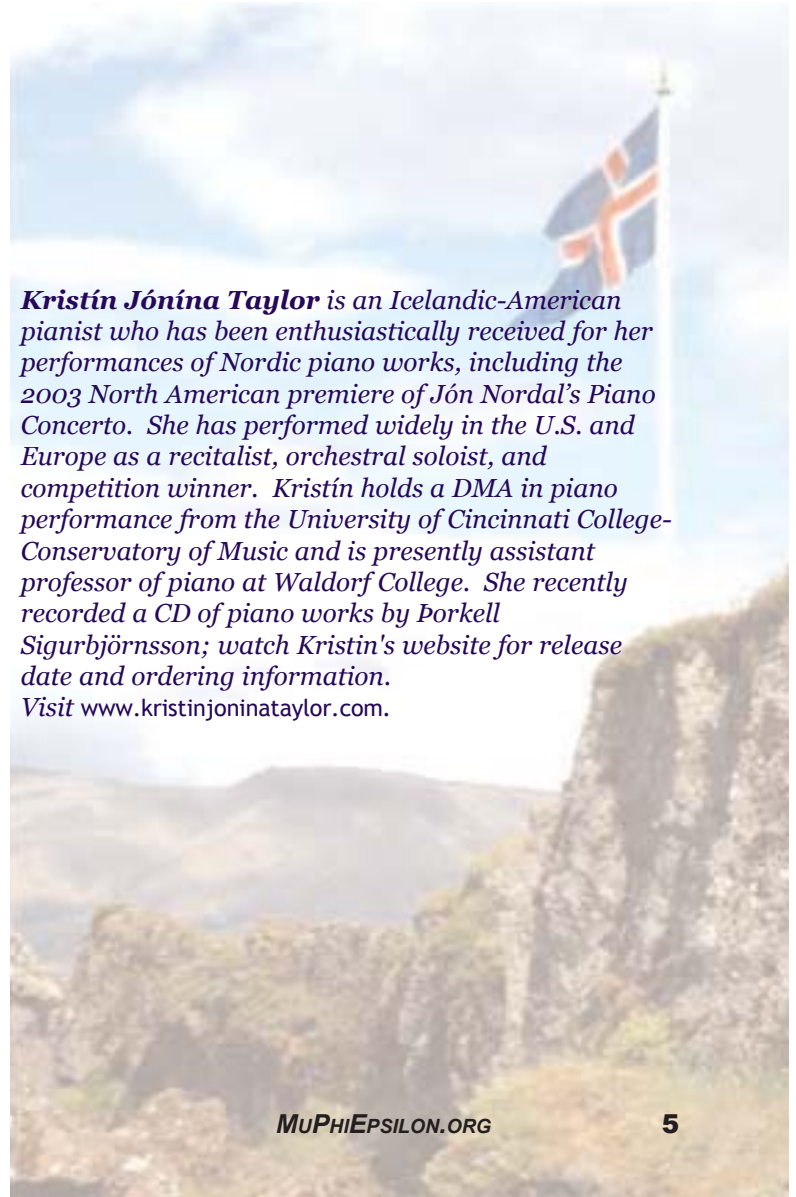 Kristín Jónína Taylor is an Icelandic-American
pianist who has been enthusiastically received for her
performances of Nordic piano works, including the
2003 North American premiere of Jón Nordal’s Piano
Concerto.  She has performed widely in the U.S. and
Europe as a recitalist, orchestral soloist, and
competition winner.  Kristín holds a DMA in piano
performance from the University of Cincinnati College-
Conservatory of Music and is presently assistant
professor of piano at Waldorf College.  She recently
recorded a CD of piano works by Þorkell
Sigurbjörnsson; watch Kristin's website for release
date and ordering information.
Visit www.kristinjoninataylor.com.
MUPHIEPSILON.ORG 5